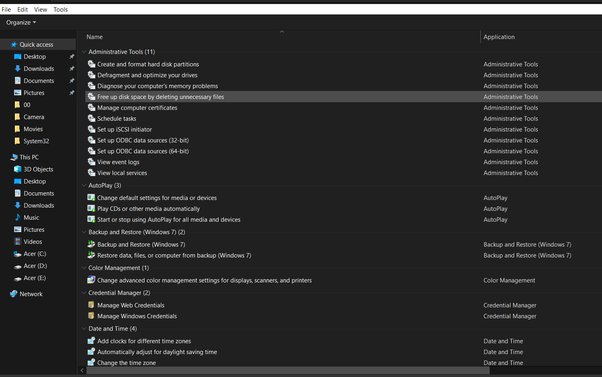 File Edit View Tools
Organize
Name Application
Quick access
Desktop
Downloads
Documents
Pictures
00
Camera
Movies
System32
This PC
3D Objects
Desktop
Documents
Downloads
Music
Pictures
Videos
Acer (C:)
Acer (D:)
Acer (E:)
Network
Administrative Tools (11)
Create and format hard disk partitions Administrative Tools
Defragment and optimize your drives Administrative Tools
Diagnose your computer's memory problems Administrative Tools
Free up disk space by deleting unnecessary files Administrative Tools
Manage computer certificates Administrative Tools
Schedule tasks Administrative Tools
Set up iSCSI initiator Administrative Tools
Set up ODBC data sources (32-bit) Administrative Tools
Set up ODBC data sources (64-bit) Administrative Tools
View event logs Administrative Tools
View local services Administrative Tools
AutoPlay (3)
Change default settings for media or devices AutoPlay
Play CDs or other media automatically AutoPlay
Start or stop using AutoPlay for all media and devices AutoPlay
Backup and Restore (Windows 7) (2)
Backup and Restore (Windows 7) Backup and Restore (Windows 7)
Restore data, files, or computer from backup (Windows 7) Backup and Restore (Windows 7)
Color Management (1)
Change advanced color management settings for displays, scanners, and printers Color Management
Credential Manager (2)
Manage Web Credentials Credential Manager
Manage Windows Credentials Credential Manager
Date and Time (4)
Add clocks for different time zones Date and Time
Automatically adjust for daylight saving time Date and Time
Change the time zone Date and Time